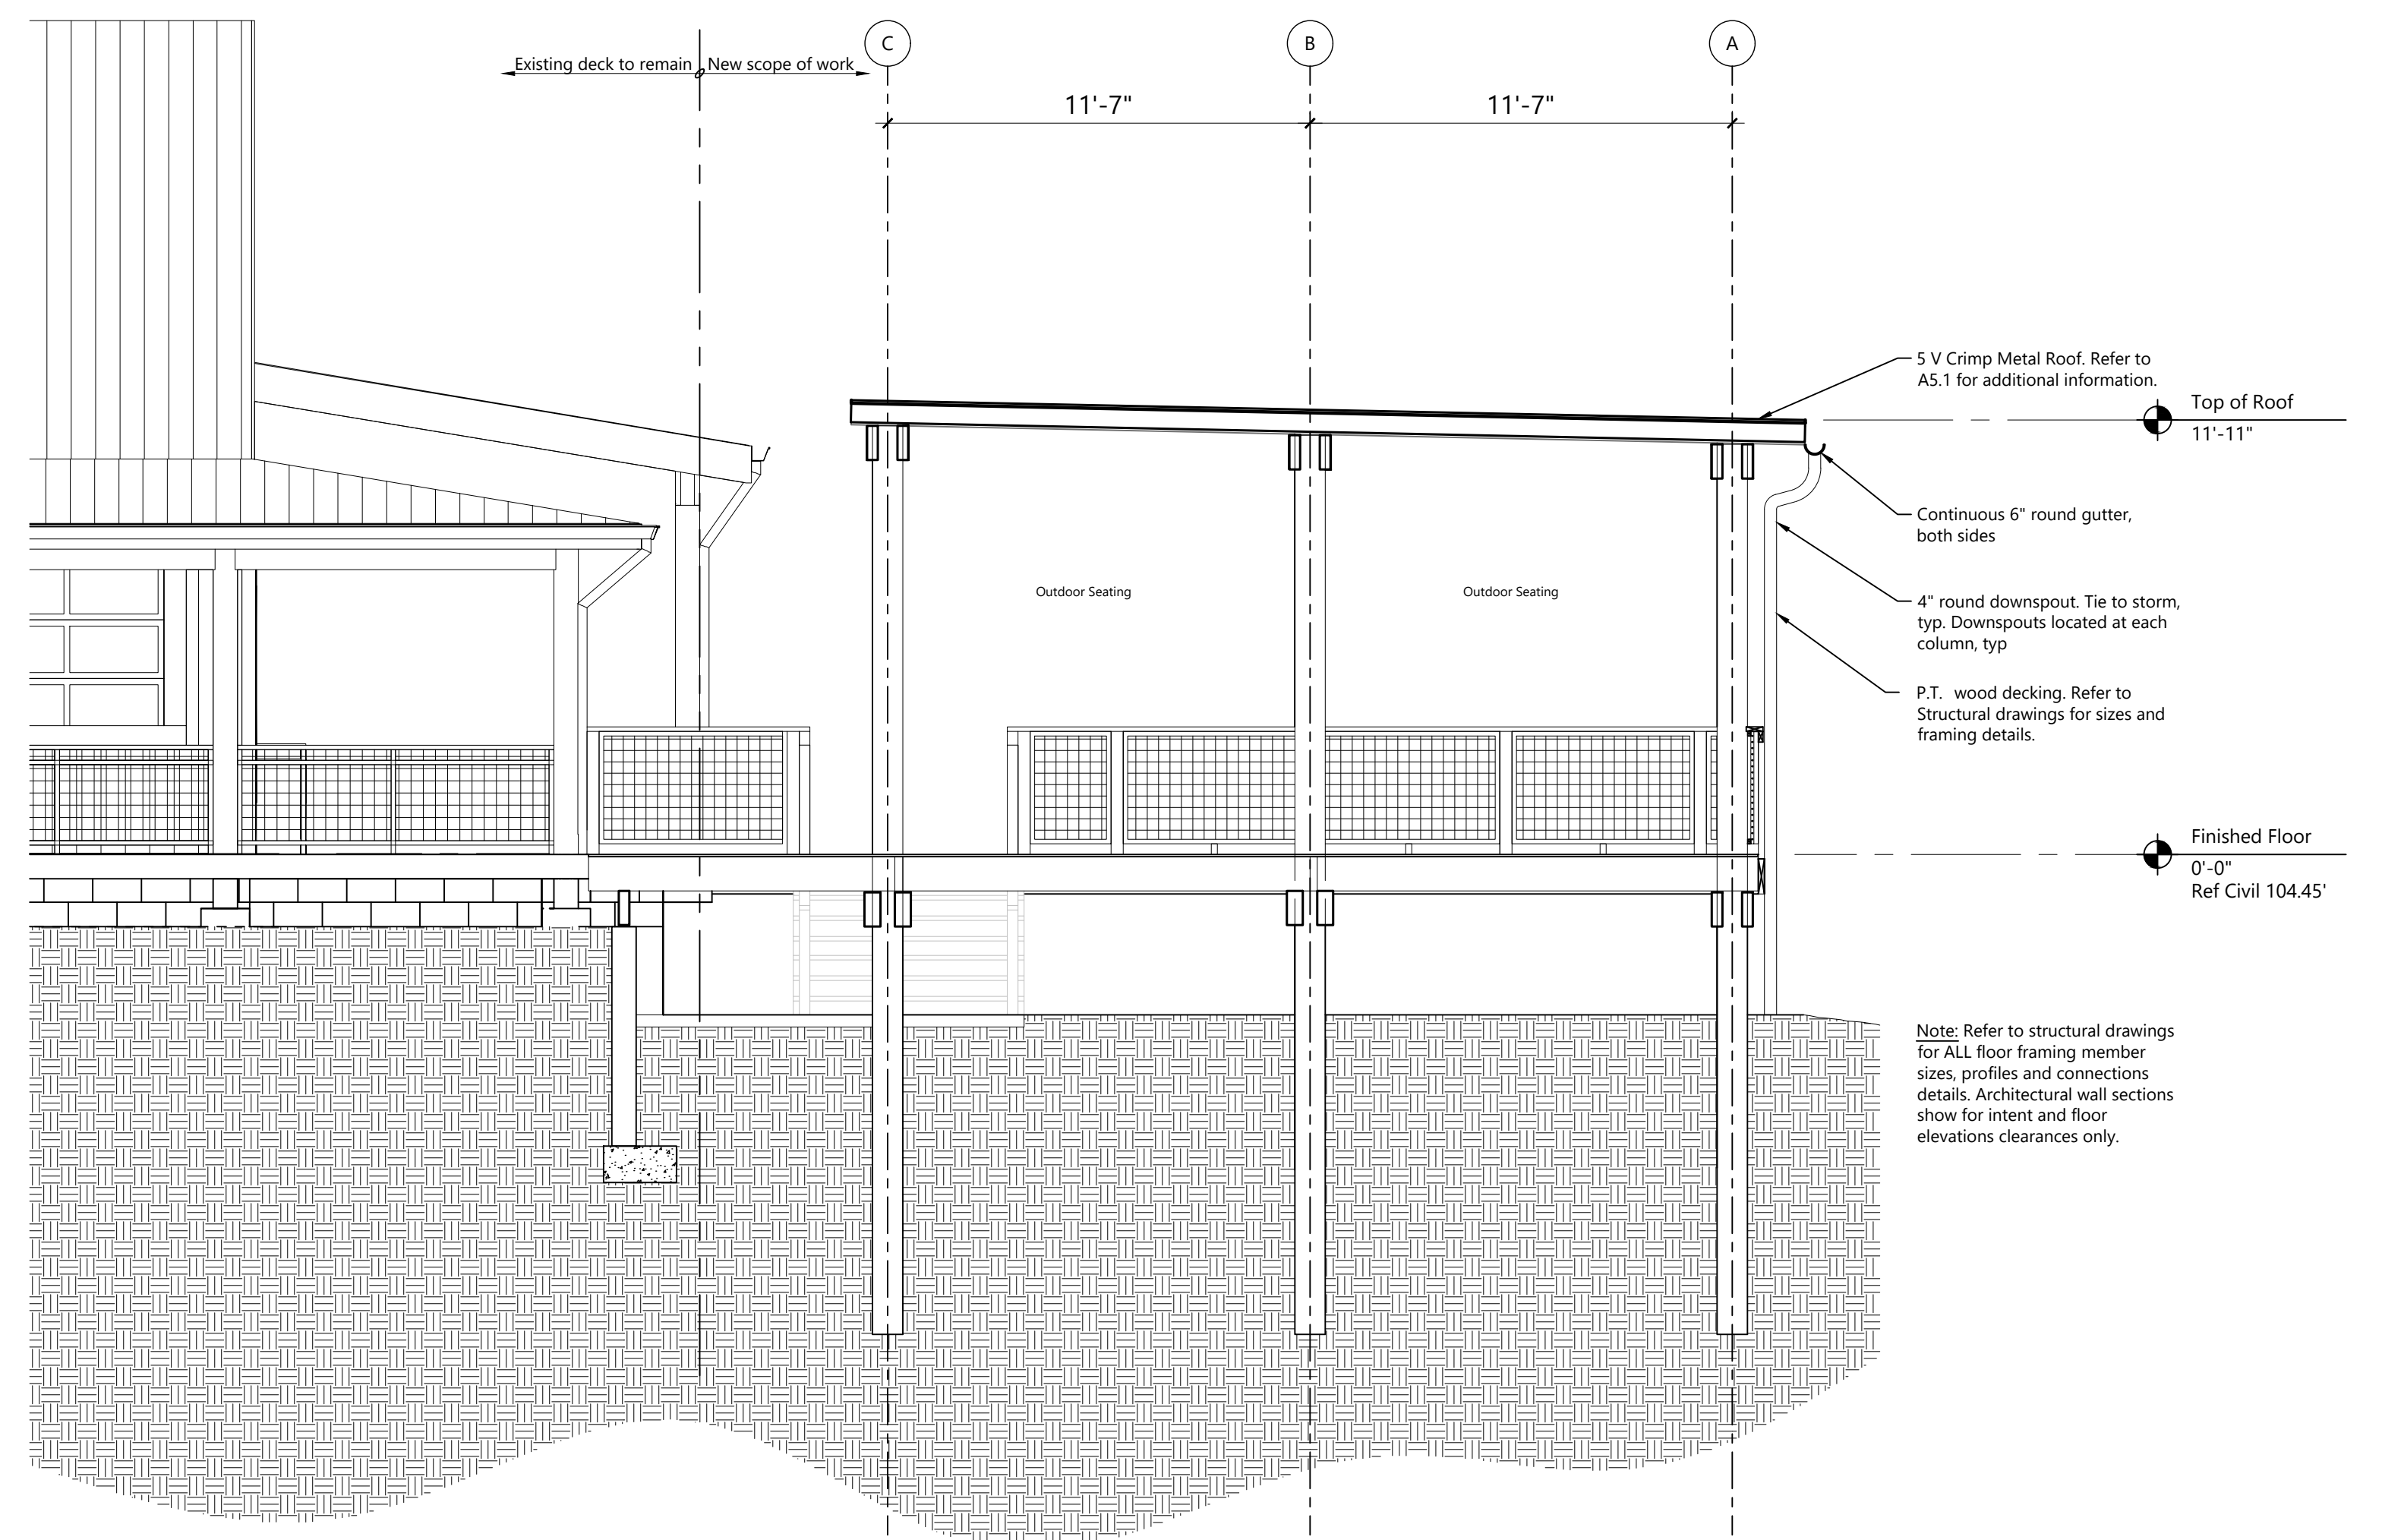 C
B
A
Existing deck to remain
New scope of work
11'-7"
11'-7"
5 V Crimp Metal Roof. Refer to
A5.1 for additional information.
Top of Roof
11'-11"
Continuous 6" round gutter,
both sides
Outdoor Seating
Outdoor Seating
4" round downspout. Tie to storm,
typ. Downspouts located at each
column, typ
P.T. wood decking. Refer to
Structural drawings for sizes and
framing details.
Finished Floor
0'-0"
Ref Civil 104.45'
Note: Refer to structural drawings
for ALL floor framing member
sizes, profiles and connections
details. Architectural wall sections
show for intent and floor
elevations clearances only.